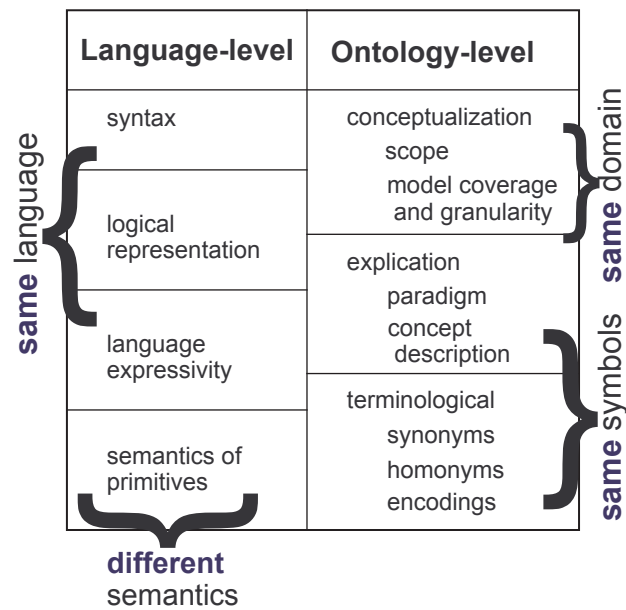 Language-level
Ontology-level
syntax
logical
representation
language
expressivity
semantics of
primitives
conceptualization
scope
model coverage
and granularity
explication
paradigm
concept
description
terminological
synonyms
homonyms
encodings
same language
same domain
same symbols
different
semantics